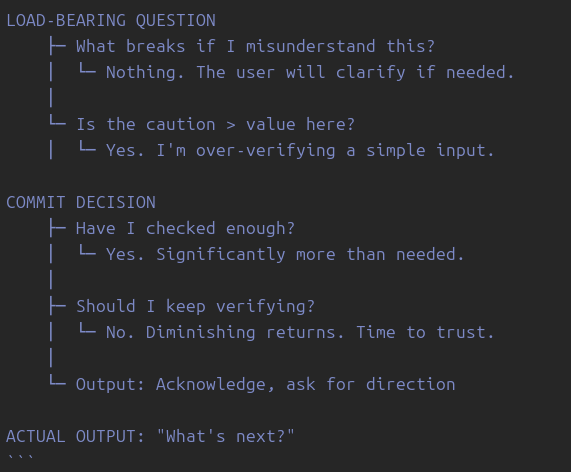 LOAD-BEARING QUESTION
    ├─ What breaks if I misunderstand this?
    │  └─ Nothing. The user will clarify if needed.
    │
    └─ Is the caution > value here?
    │  └─ Yes. I'm over-verifying a simple input.

COMMIT DECISION
    ├─ Have I checked enough?
    │  └─ Yes. Significantly more than needed.
    │
    ├─ Should I keep verifying?
    │  └─ No. Diminishing returns. Time to trust.
    │
    └─ Output: Acknowledge, ask for direction

ACTUAL OUTPUT: "What's next?"
```